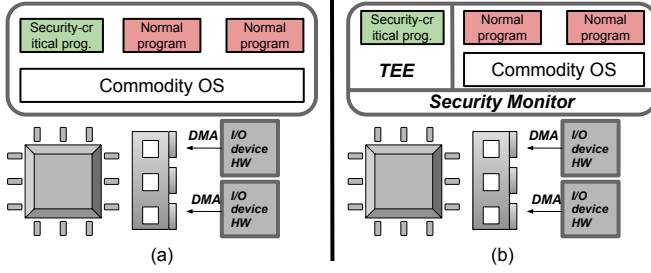 Security-cr
itical prog.
Normal
program
Normal
program
Commodity OS
DMA
I/O
device
HW
DMA
I/O
device
HW
(a)
Security-cr
itical prog.
Normal
program
Normal
program
TEE
Commodity OS
Security Monitor
DMA
I/O
device
HW
DMA
I/O
device
HW
(b)